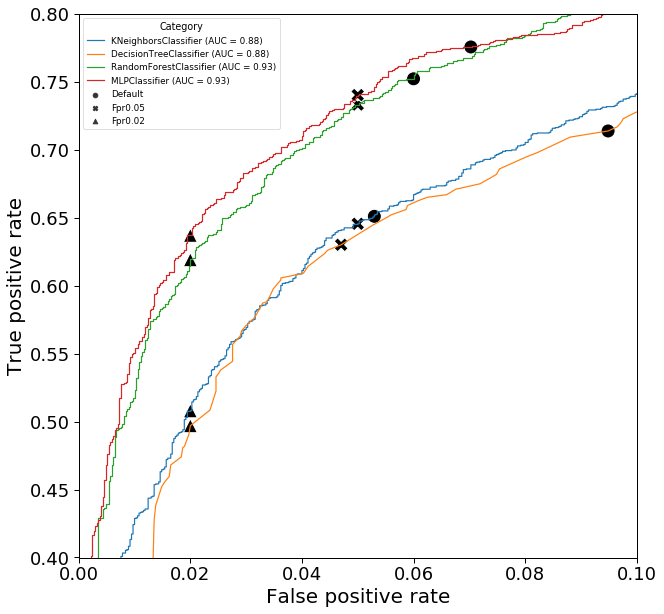 Category
KNeighborsClassifier (AUC = 0.88)
DecisionTreeClassifier (AUC = 0.88)
RandomForestClassifier (AUC = 0.93)
MLPClassifier (AUC = 0.93)
Default
Fpr0.05
Fpr0.02
0.80
0.75
0.70
0.65
0.60
0.55
0.50
0.45
0.40
True positive rate
0.00 0.02 0.04 0.06 0.08 0.10
False positive rate